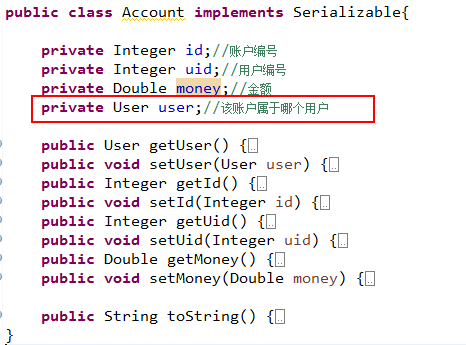 public class Account implements Serializable{
private Integer id;//账户编号
private Integer uid;//用户编号
private Double money;//金额
private User user;//该账户属于哪个用户
public User getUser() {
public void setUser(User user) {
public Integer getId() {
public void setId(Integer id) {
public Integer getUid() {
public void setUid(Integer uid) {
public Double getMoney() {
public void setMoney(Double money) {
public String toString() {
}